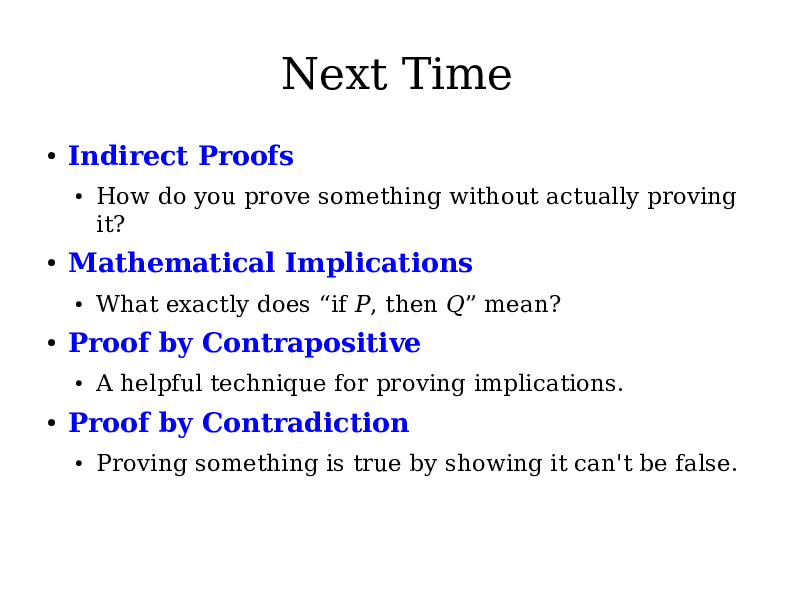 Next Time
• Indirect Proofs
• How do you prove something without actually proving
it?
• Mathematical Implications
• What exactly does “if P, then Q” mean?
• Proof by Contrapositive
• A helpful technique for proving implications.
• Proof by Contradiction
• Proving something is true by showing it can't be false.